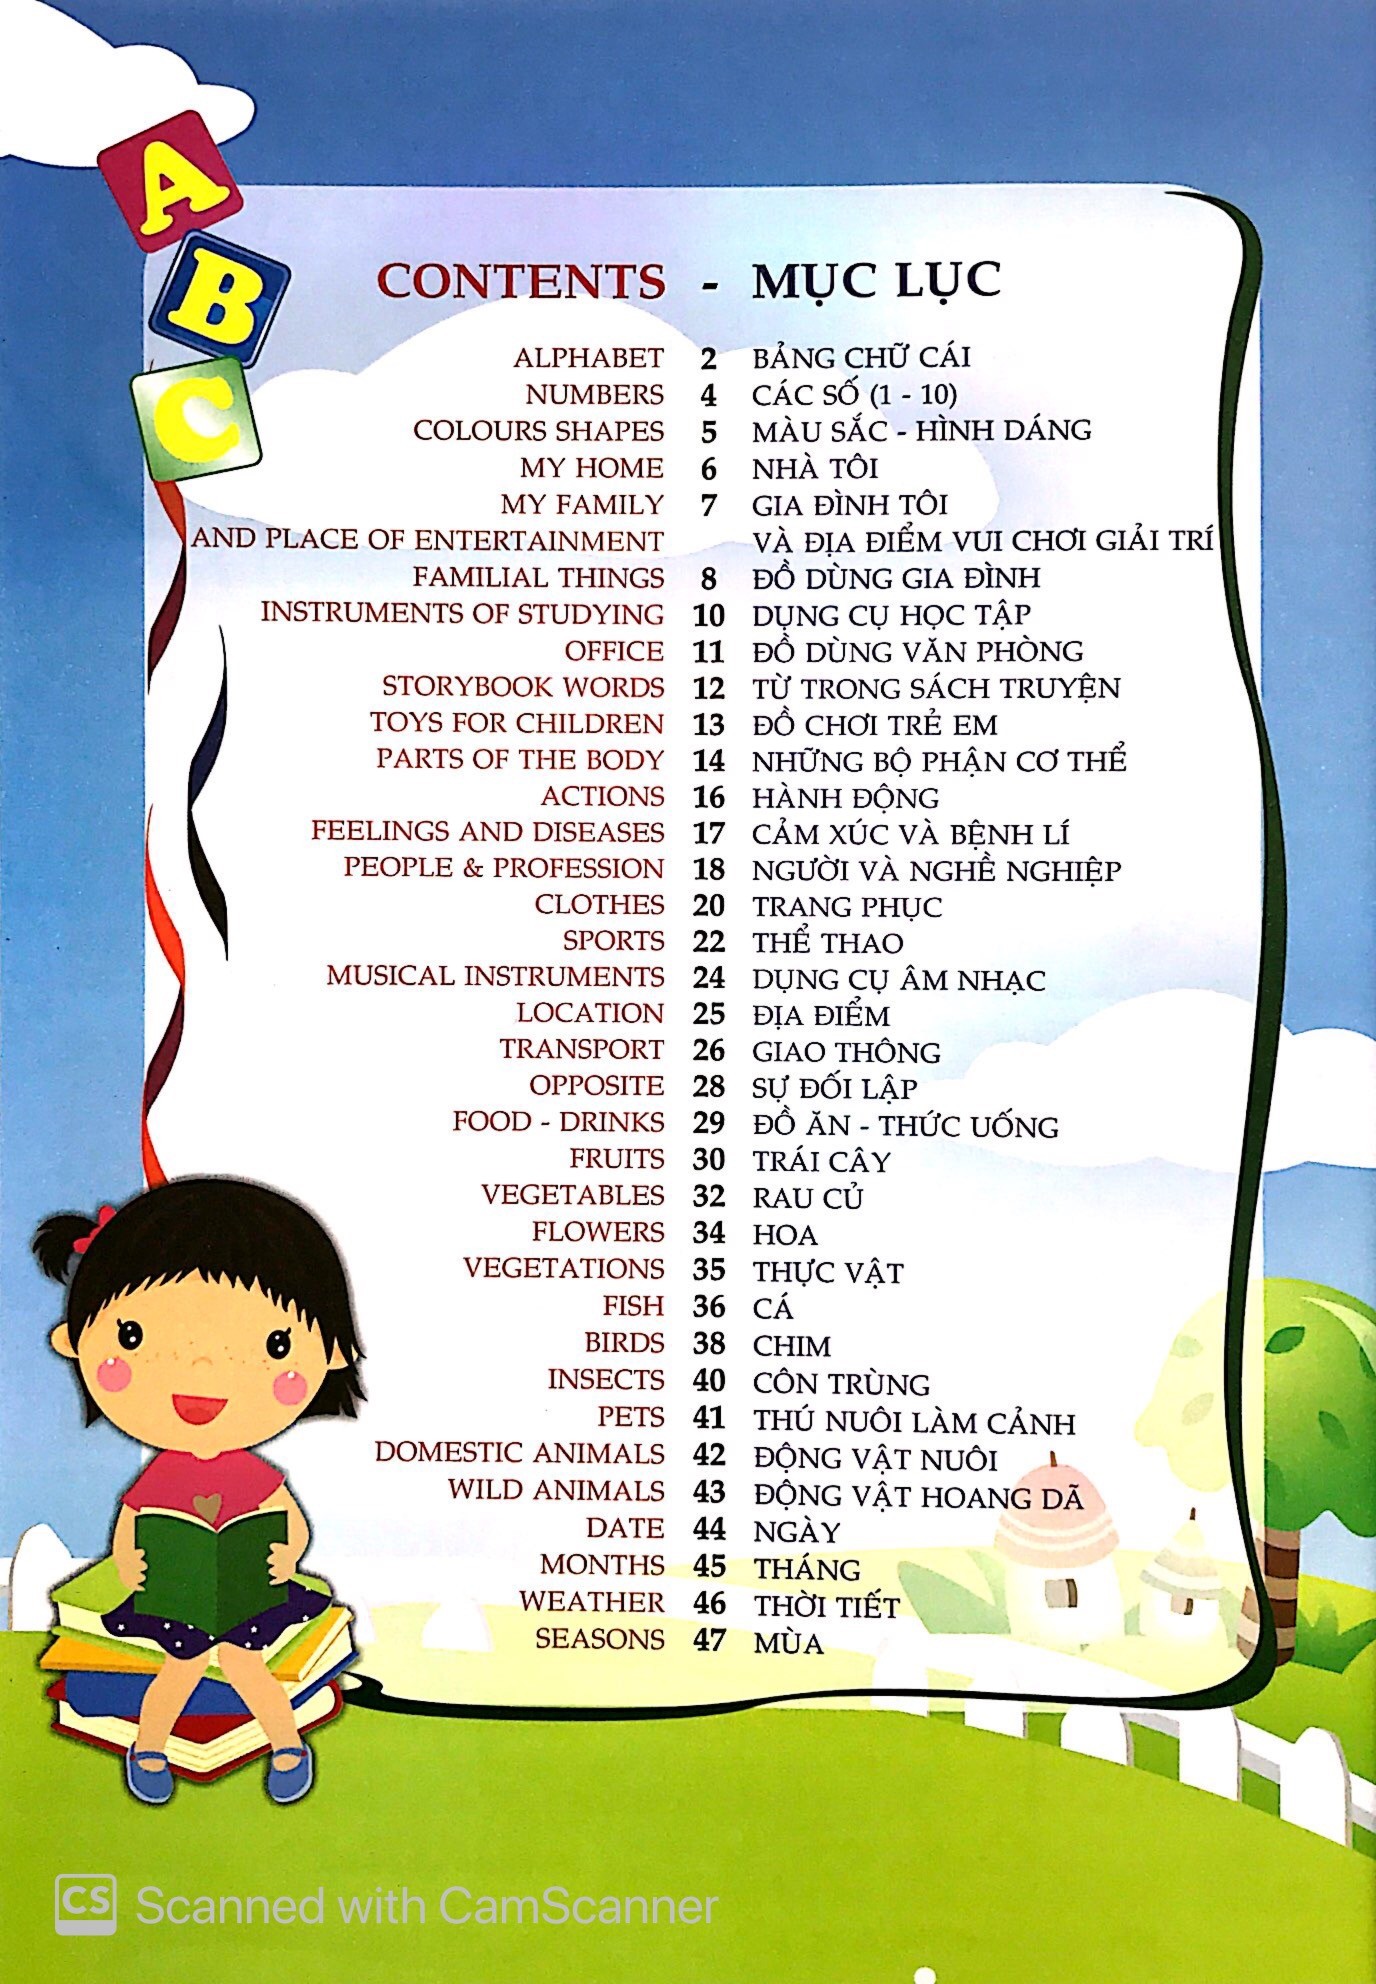 A
B
C
CONTENTS - MỤC LỤC
ALPHABET 2 BẢNG CHỮ CÁI
NUMBERS 4 CÁC SỐ (1 - 10)
COLOURS SHAPES 5 MÀU SẮC - HÌNH DÁNG
MY HOME 6 NHÀ TÔI
MY FAMILY 7 GIA ĐÌNH TÔI
AND PLACE OF ENTERTAINMENT VÀ ĐỊA ĐIỂM VUI CHƠI GIẢI TRÍ
FAMILIAL THINGS 8 ĐỒ DÙNG GIA ĐÌNH
INSTRUMENTS OF STUDYING 10 DỤNG CỤ HỌC TẬP
OFFICE 11 ĐỒ DÙNG VĂN PHÒNG
STORYBOOK WORDS 12 TỪ TRONG SÁCH TRUYỆN
TOYS FOR CHILDREN 13 ĐỒ CHƠI TRẺ EM
PARTS OF THE BODY 14 NHỮNG BỘ PHẬN CƠ THỂ
ACTIONS 16 HÀNH ĐỘNG
FEELINGS AND DISEASES 17 CẢM XÚC VÀ BỆNH LÍ
PEOPLE & PROFESSION 18 NGƯỜI VÀ NGHỀ NGHIỆP
CLOTHES 20 TRANG PHỤC
SPORTS 22 THỂ THAO
MUSICAL INSTRUMENTS 24 DỤNG CỤ ÂM NHẠC
LOCATION 25 ĐỊA ĐIỂM
TRANSPORT 26 GIAO THÔNG
OPPOSITE 28 SỰ ĐỐI LẬP
FOOD - DRINKS 29 ĐỒ ĂN - THỨC UỐNG
FRUITS 30 TRÁI CÂY
VEGETABLES 32 RAU CỦ
FLOWERS 34 HOA
VEGETATIONS 35 THỰC VẬT
FISH 36 CÁ
BIRDS 38 CHIM
INSECTS 40 CÔN TRÙNG
PETS 41 THÚ NUÔI LÀM CẢNH
DOMESTIC ANIMALS 42 ĐỘNG VẬT NUÔI
WILD ANIMALS 43 ĐỘNG VẬT HOANG DÃ
DATE 44 NGÀY
MONTHS 45 THÁNG
WEATHER 46 THỜI TIẾT
SEASONS 47 MÙA
CS Scanned with CamScanner